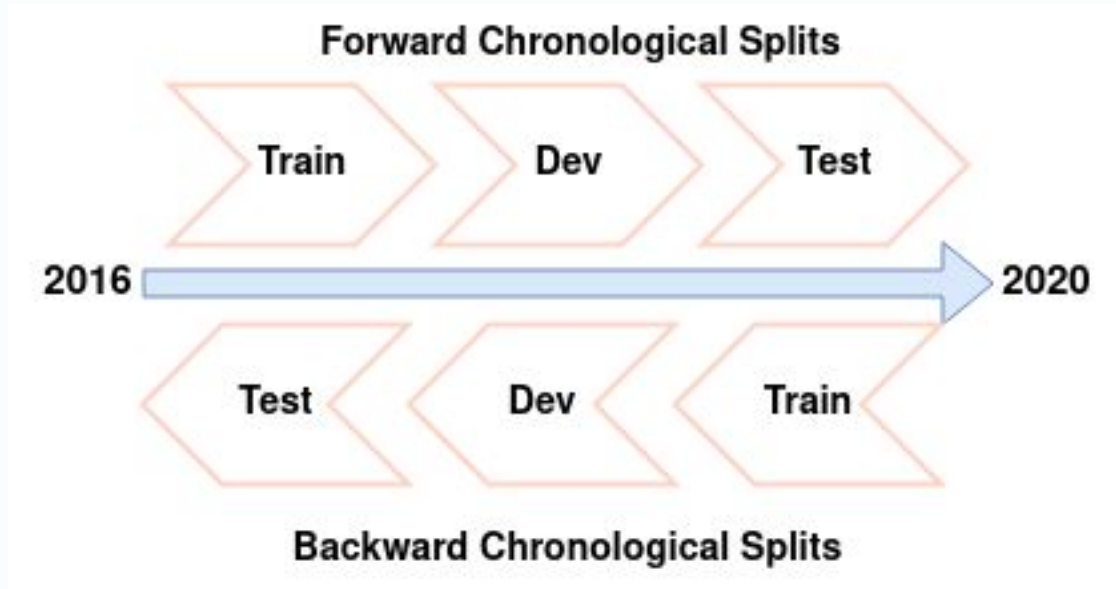 Forward Chronological Splits
Train Dev Test
2016 2020
Test Dev Train
Backward Chronological Splits